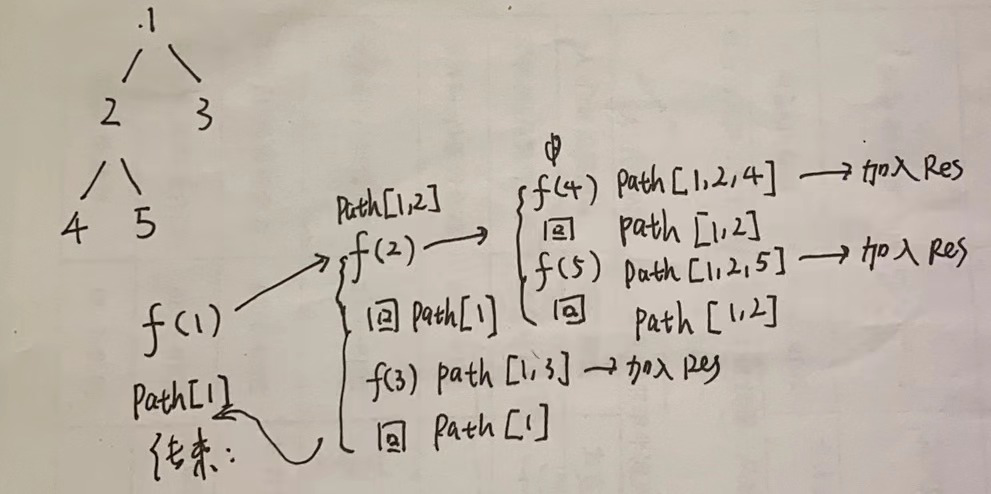 1
2 3
4 5
f(1)
Path[1]
传来:
Path[1,2]
f(2)
回 Path[1]
f(3) path [1,3] → 加入 Res
回 Path[1]
f(4) Path[1,2,4] → 加入 Res
回 path [1,2]
f(5) Path[1,2,5] → 加入 Res
回 path [1,2]